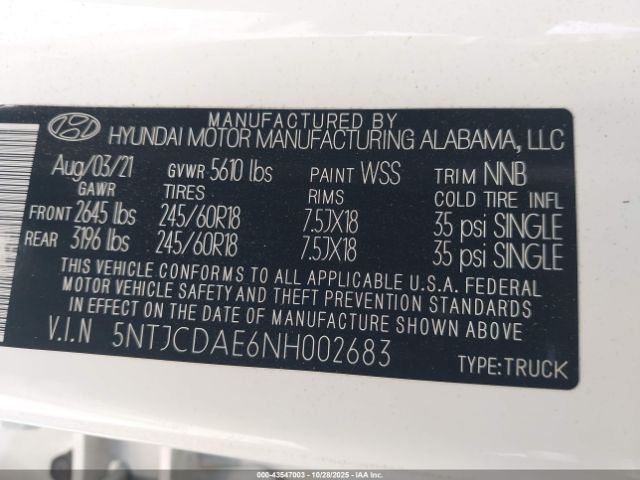 MANUFACTURED BY
HYUNDAI MOTOR MANUFACTURING ALABAMA, LLC
Aug/03/21 GVWR 5610 lbs PAINT WSS TRIM NNB
GAWR TIRES RIMS COLD TIRE INFL
FRONT 2645 lbs 245/60R18 7.5JX18 35 psi SINGLE
REAR 3196 lbs 245/60R18 7.5JX18 35 psi SINGLE
THIS VEHICLE CONFORMS TO ALL APPLICABLE U.S.A. FEDERAL
MOTOR VEHICLE SAFETY AND THEFT PREVENTION STANDARDS
IN EFFECT ON THE DATE OF MANUFACTURE SHOWN ABOVE
V.I.N 5NTJCDAE6NH002683 TYPE:TRUCK
000-43547003 | 10/28/2025 | IAA Inc.